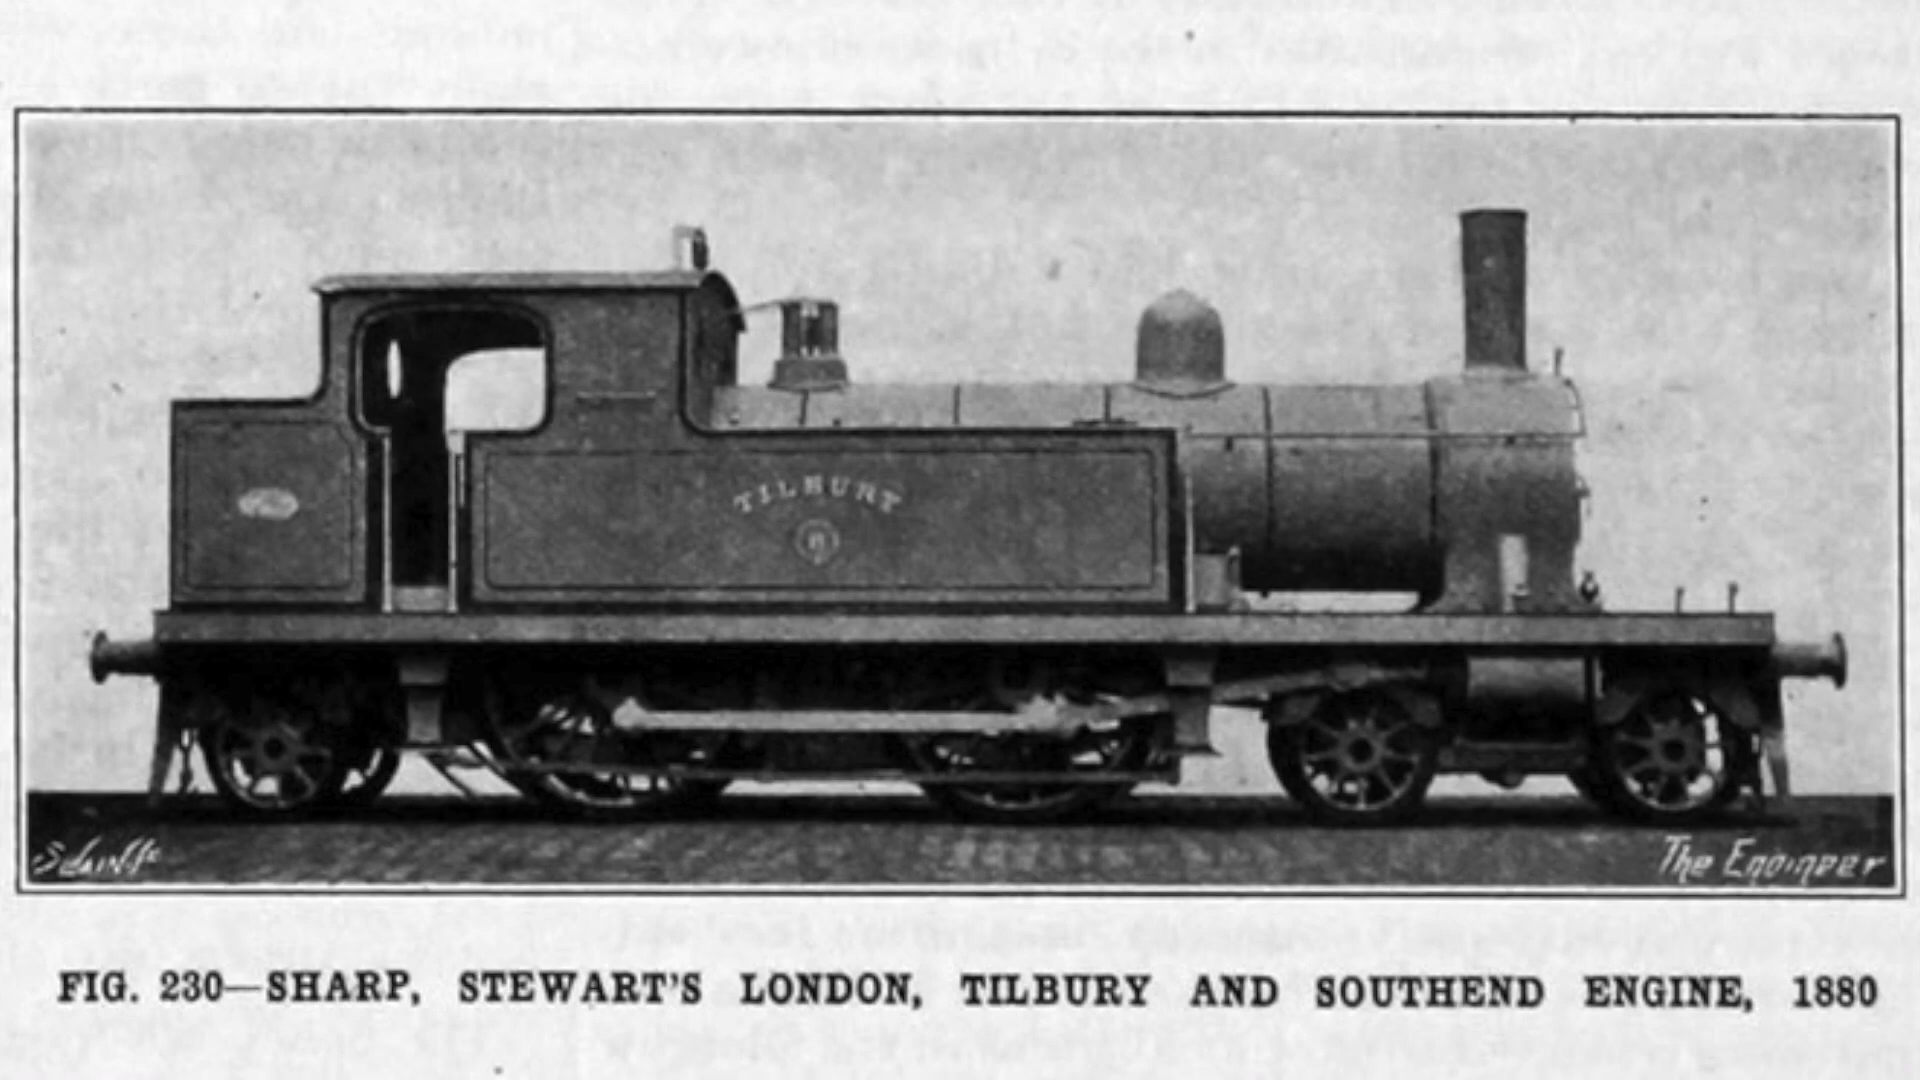 TILBURY
The Engineer
FIG. 230—SHARP, STEWART'S LONDON, TILBURY AND SOUTHEND ENGINE, 1880